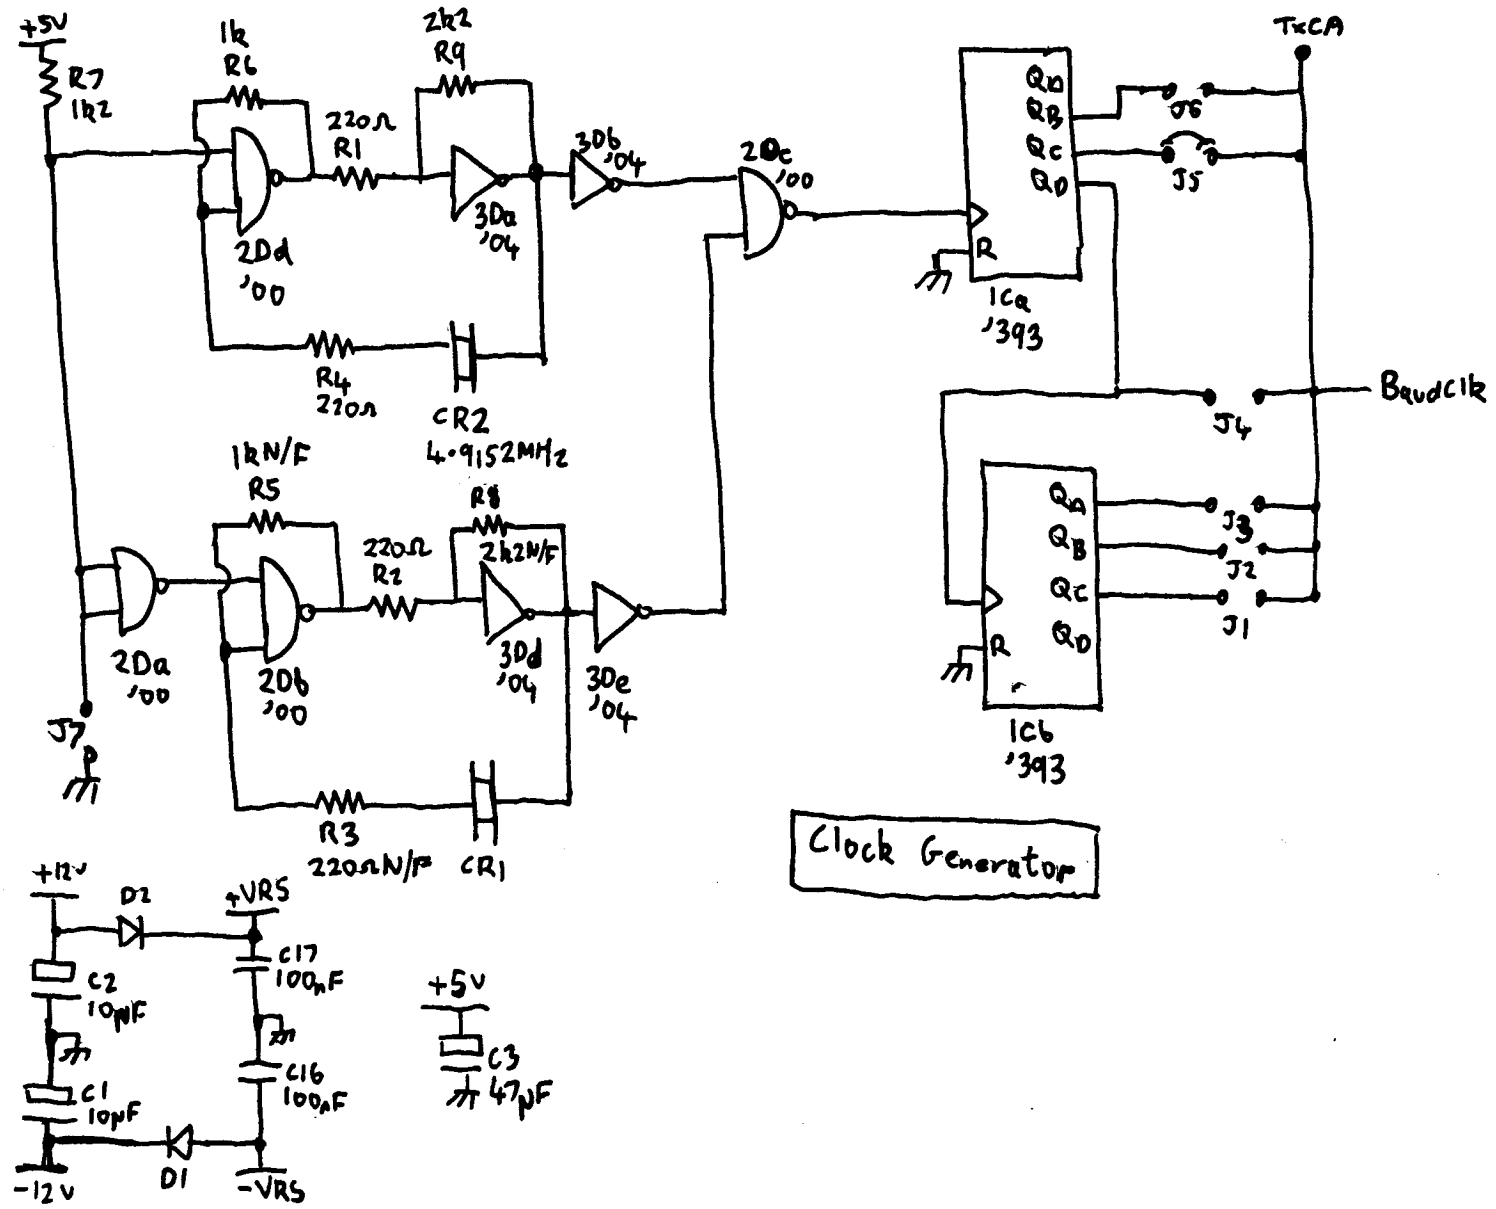 +5V
R7
1k2
1k
R6
220Ω
R1
2k2
R9
2Dd
'00
3Da
'04
3Db
'04
2Dc
'00
R4
220Ω
CR2
4.9152MHz
QA
QB
QC
QD
R
1Ca
'393
J6
J5
TxCA
J4
BaudClk
1kN/F
R5
220Ω
R2
R8
2k2N/F
2Da
'00
2Db
'00
3Dd
'04
3De
'04
J7
R3
220ΩN/F
CR1
QA
QB
QC
QD
R
1Cb
'393
J3
J2
J1
Clock Generator
+12v
D2
+VRS
C2
10µF
C17
100nF
C1
10µF
C16
100nF
-12v
D1
-VRS
+5v
C3
47µF